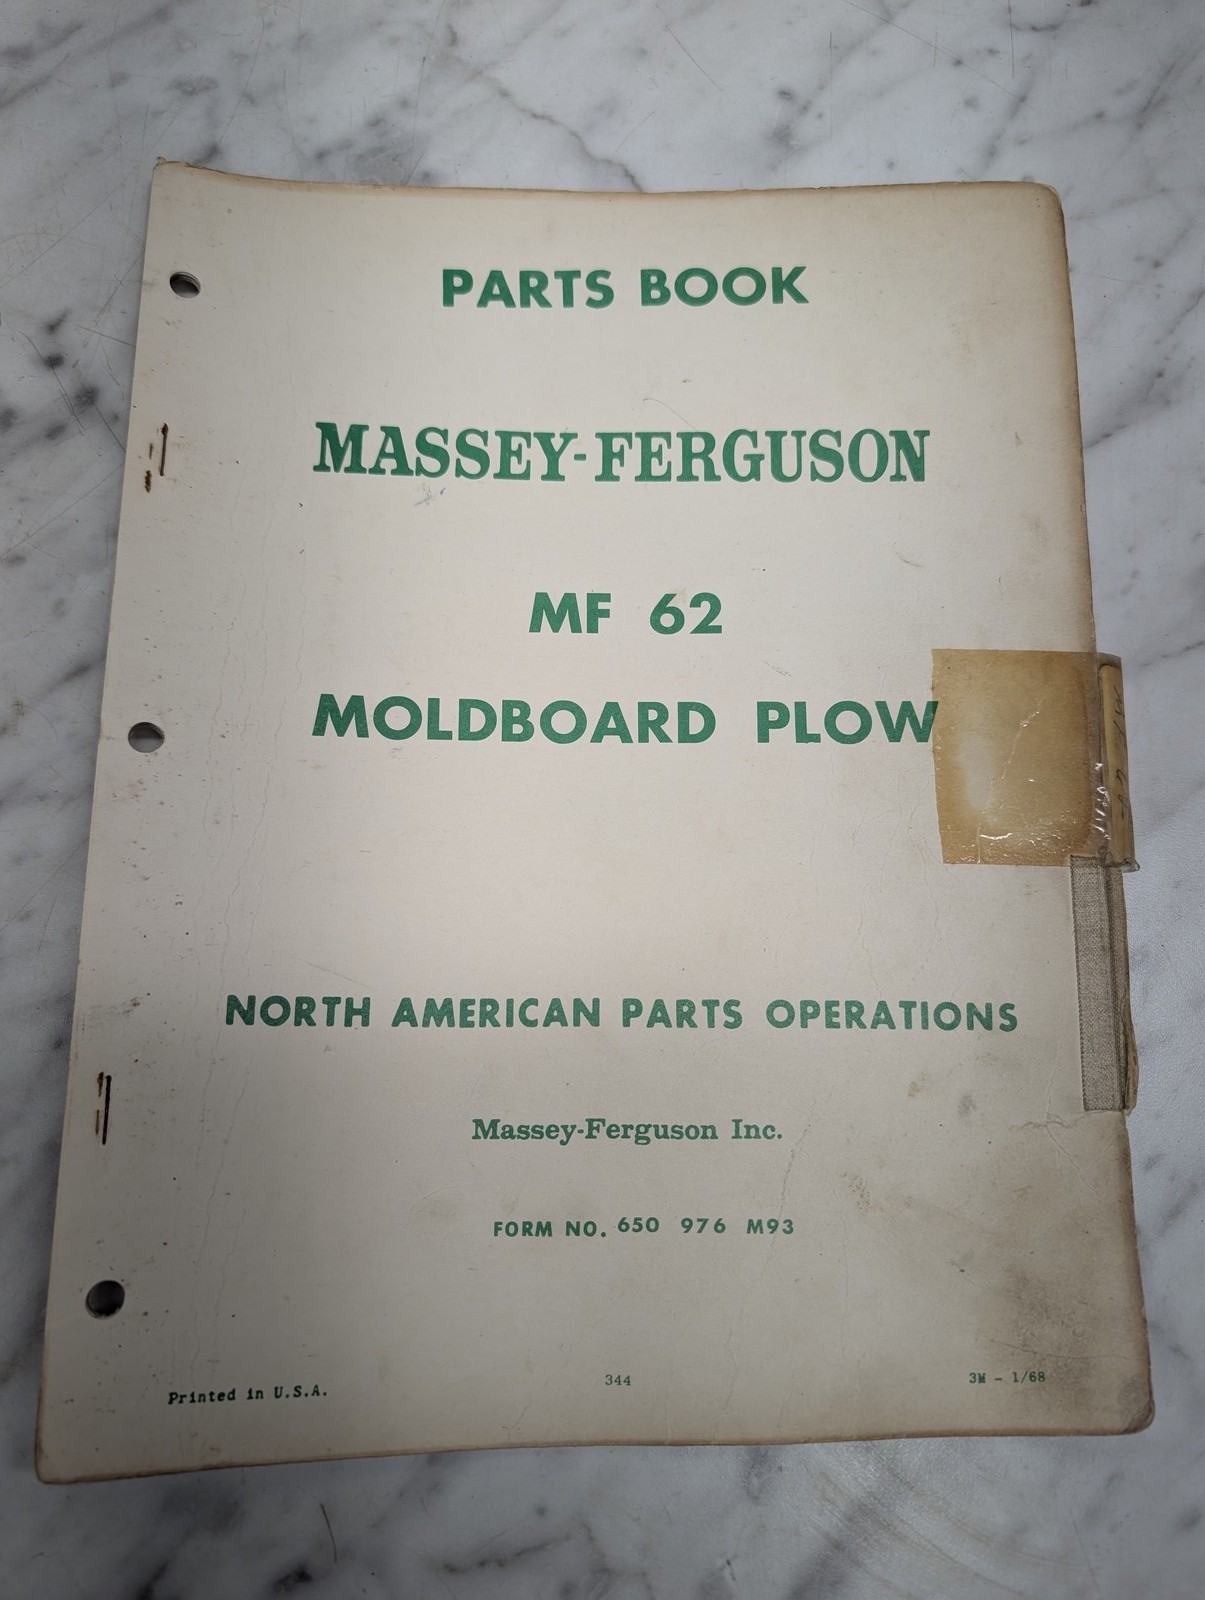 PARTS BOOK
MASSEY-FERGUSON
MF 62
MOLDBOARD PLOW
NORTH AMERICAN PARTS OPERATIONS
Massey-Ferguson Inc.
FORM NO. 650 976 M93
Printed in U.S.A.
344
3M - 1/68